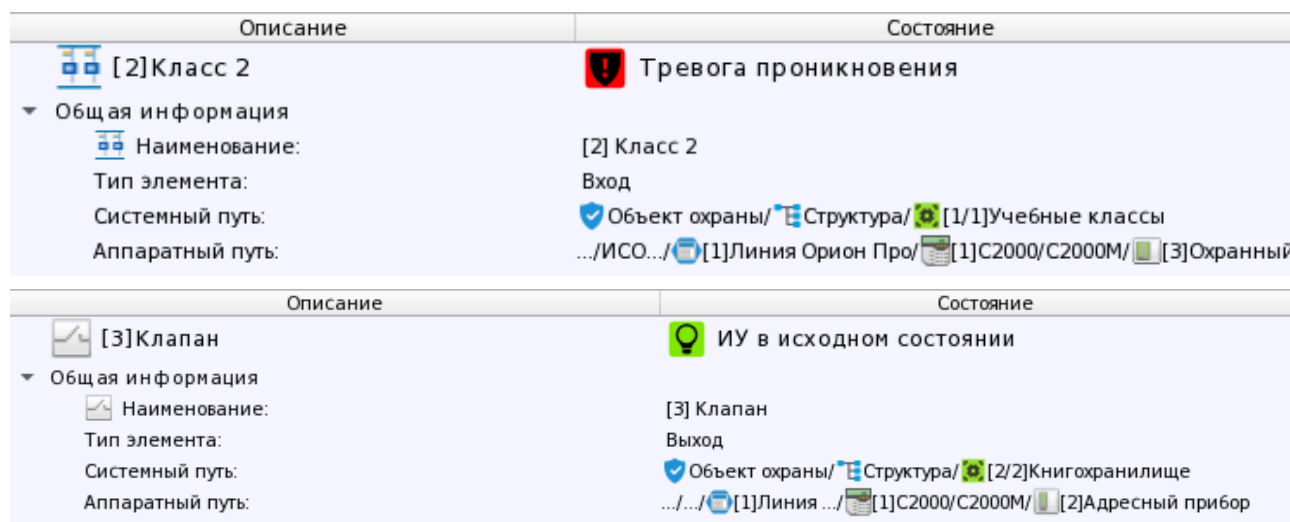 Описание Состояние
[2]Класс 2 Тревога проникновения
Общая информация
Наименование: [2] Класс 2
Тип элемента: Вход
Системный путь: Объект охраны/ Структура/ [1/1]Учебные классы
Аппаратный путь: .../ИСО.../ [1]Линия Орион Про/ [1]С2000/С2000М/ [3]Охранный
Описание Состояние
[3]Клапан ИУ в исходном состоянии
Общая информация
Наименование: [3] Клапан
Тип элемента: Выход
Системный путь: Объект охраны/ Структура/ [2/2]Книгохранилище
Аппаратный путь: .../.../ [1]Линия .../ [1]С2000/С2000М/ [2]Адресный прибор